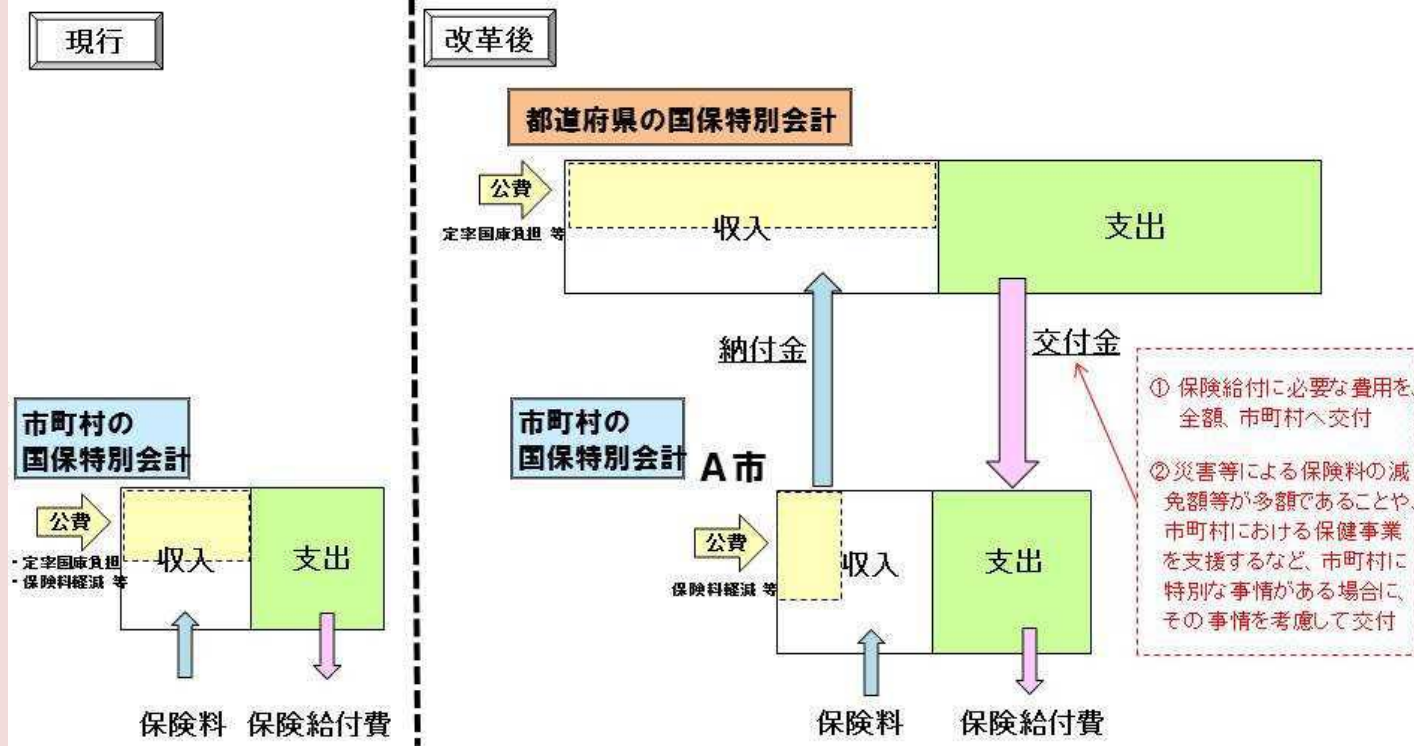 現行
市町村の
国保特別会計
公費
・定率国庫負担
・保険料軽減 等
収入
支出
保険料
保険給付費
改革後
都道府県の国保特別会計
公費
定率国庫負担 等
収入
支出
納付金
交付金
① 保険給付に必要な費用を、
全額、市町村へ交付
②災害等による保険料の減
免額等が多額であることや、
市町村における保健事業
を支援するなど、市町村に
特別な事情がある場合に、
その事情を考慮して交付
市町村の
国保特別会計
A市
公費
保険料軽減 等
収入
支出
保険料
保険給付費